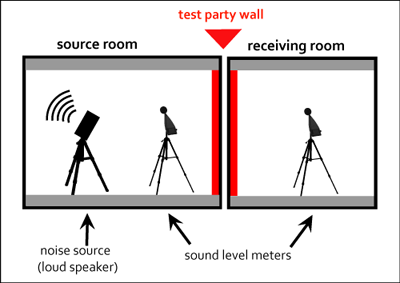 test party wall
source room
receiving room
noise source
(loud speaker)
sound level meters